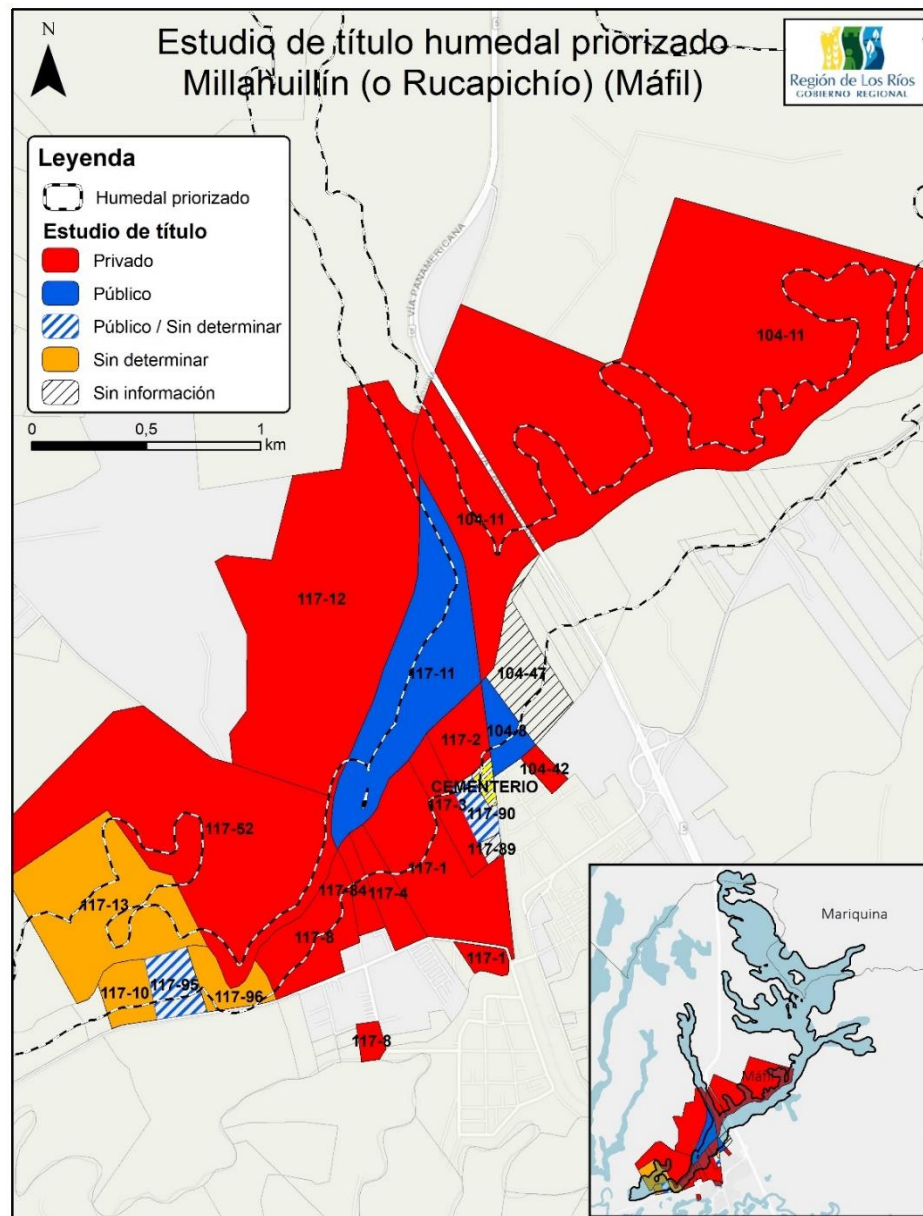 Estudio de título humedal priorizado
Millahuillín (o Rucapichío) (Máfil)
Región de Los Ríos
GOBIERNO REGIONAL
Leyenda
Humedal priorizado
Estudio de título
Privado
Público
Público / Sin determinar
Sin determinar
Sin información
0 0,5 1
km
5
VÍA PANAMERICANA
5
104-11
104-11
117-12
104-47
117-11
104-8
117-2
104-42
CEMENTERIO
117-3
117-90
117-52
117-89
117-1
117-84
117-4
117-13
117-8
117-1
117-10
117-95
117-96
117-8
5
Mariquina
Máfil